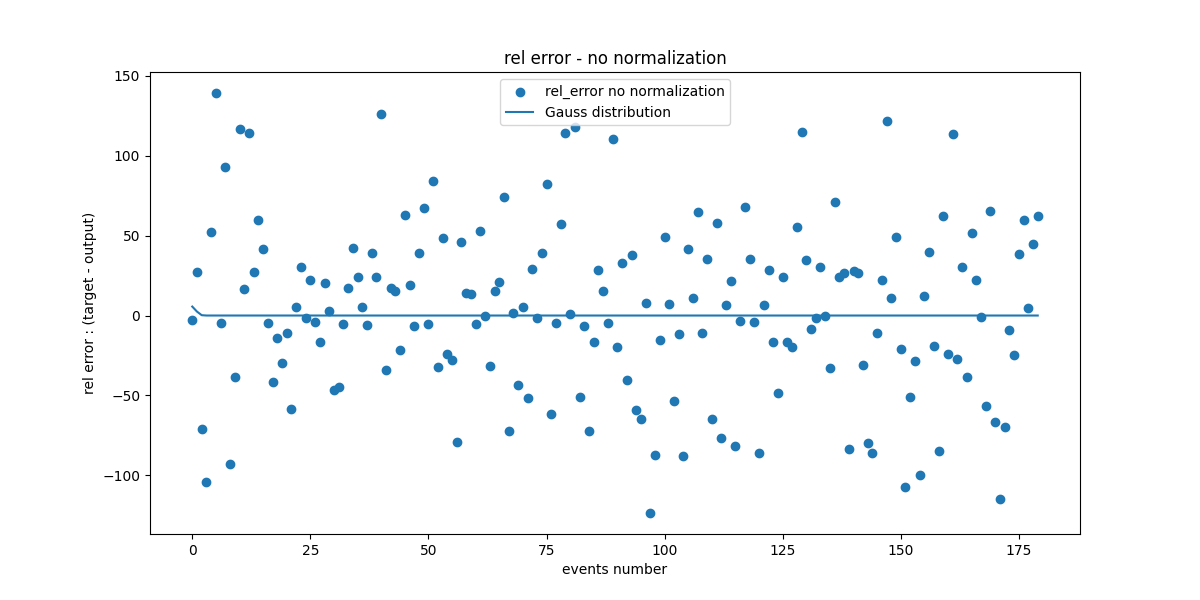 rel error - no normalization
rel_error no normalization
Gauss distribution
rel error : (target - output)
150
100
50
0
−50
−100
0 25 50 75 100 125 150 175
events number